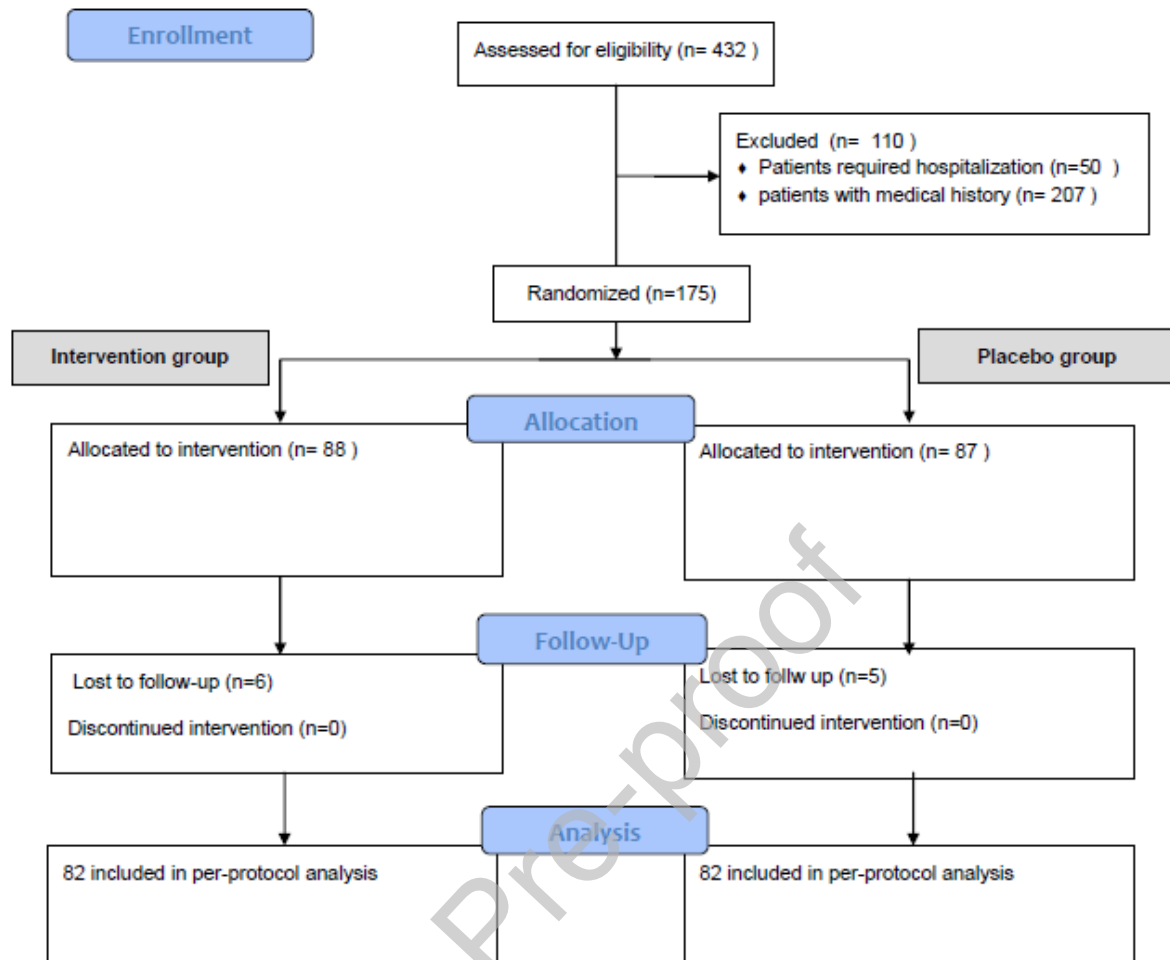 Enrollment
Assessed for eligibility (n= 432 )
Excluded (n= 110 )
♦ Patients required hospitalization (n=50 )
♦ patients with medical history (n= 207 )
Randomized (n=175)
Intervention group
Placebo group
Allocation
Allocated to intervention (n= 88 )
Allocated to intervention (n= 87 )
Follow-Up
Lost to follow-up (n=6)
Discontinued intervention (n=0)
Lost to follw up (n=5)
Discontinued intervention (n=0)
Analysis
82 included in per-protocol analysis
82 included in per-protocol analysis
Pre-proof